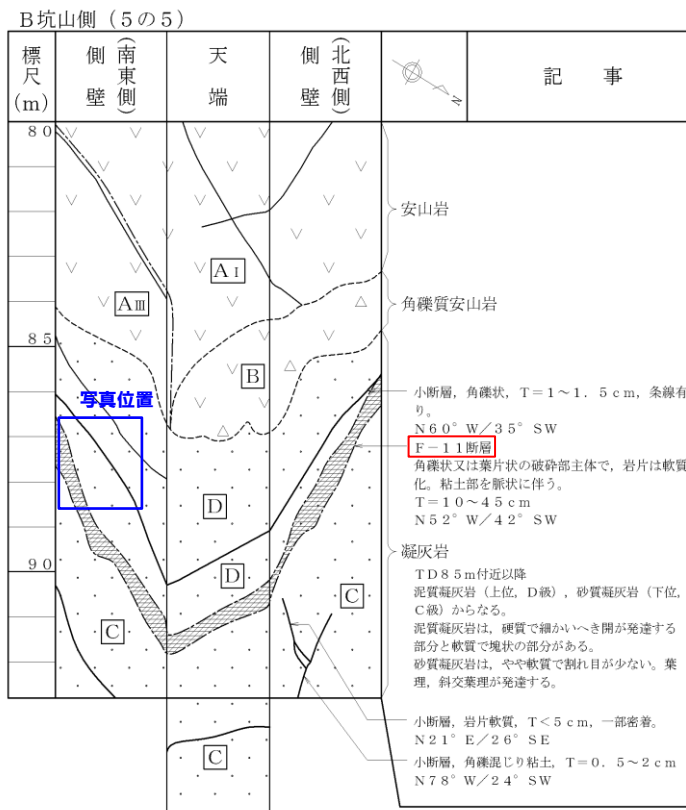 B坑山側（5の5）
標尺(m)
側壁(南東側)
天端
側壁(北西側)
N
記事
80
85
90
AⅢ
AⅠ
B
D
D
C
C
C
写真位置
安山岩
角礫質安山岩
小断層，角礫状，T＝1～1．5cm，条線有
り。
N60°W／35°SW
F－11断層
角礫状又は葉片状の破砕部主体で，岩片は軟質
化。粘土部を脈状に伴う。
T＝10～45cm
N52°W／42°SW
凝灰岩
TD85m付近以降
泥質凝灰岩（上位，D級），砂質凝灰岩（下位，
C級）からなる。
泥質凝灰岩は，硬質で細かいへき開が発達する
部分と軟質で塊状の部分がある。
砂質凝灰岩は，やや軟質で割れ目が少ない。葉
理，斜交葉理が発達する。
小断層，岩片軟質，T＜5cm，一部密着。
N21°E／26°SE
小断層，角礫混じり粘土，T＝0．5～2cm
N78°W／24°SW